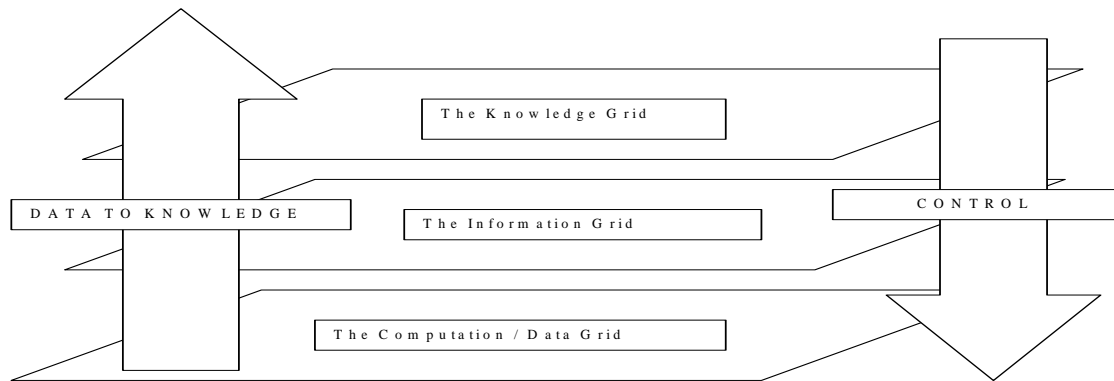 The Knowledge Grid
DATA TO KNOWLEDGE
CONTROL
The Information Grid
The Computation / Data Grid